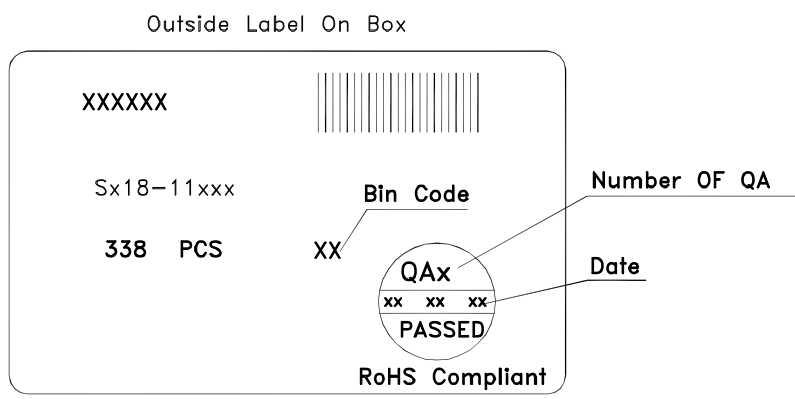 Outside Label On Box
XXXXXX
Sx18-11xxx
Bin Code
Number OF QA
338 PCS
XX
QAx
Date
xx xx xx
PASSED
RoHS Compliant